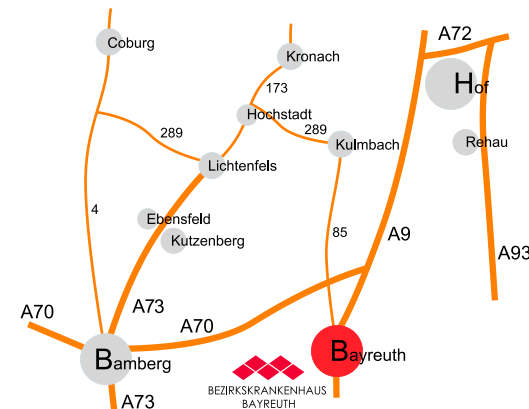 A72
Coburg
Kronach
Hof
173
Hochstadt
289
289
Kulmbach
Rehau
Lichtenfels
4
Ebensfeld
85
A9
Kutzenberg
A93
A73
A70
A70
Bamberg
Bayreuth
A73
BEZIRKSKRANKENHAUS
BAYREUTH